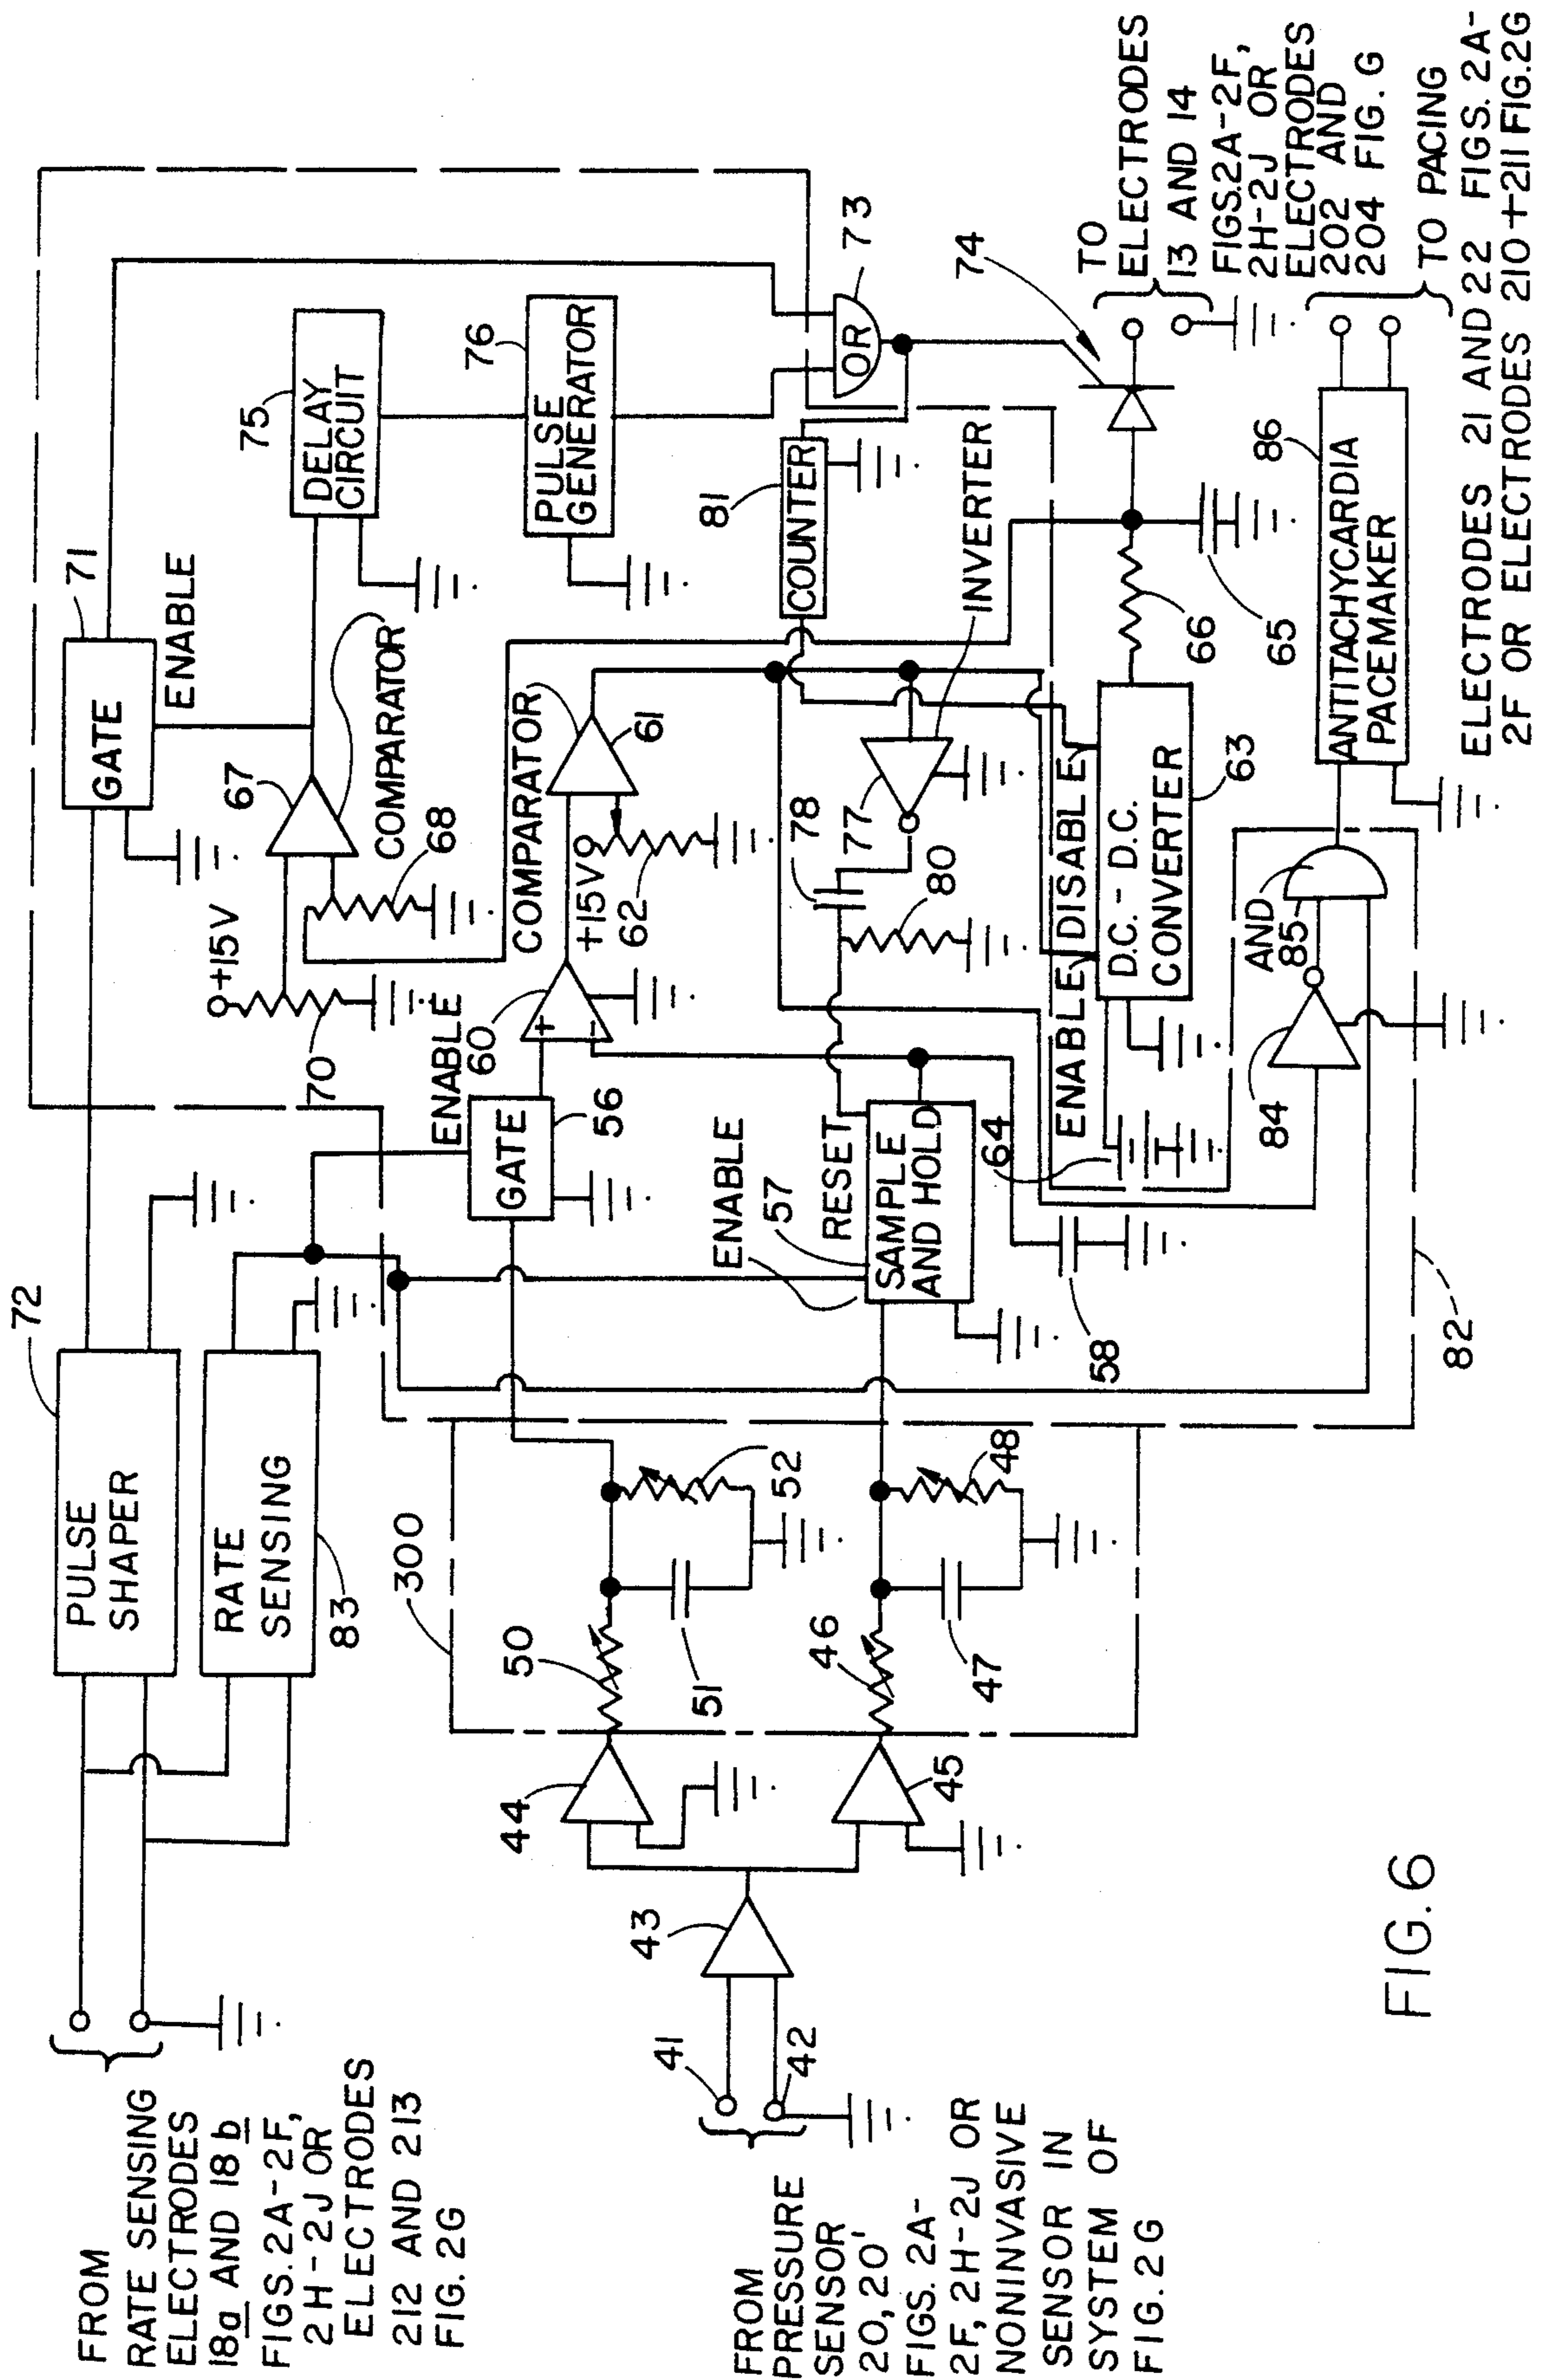 FROM
RATE SENSING
ELECTRODES
18a AND 18b
FIGS. 2A-2F,
2H-2J OR
ELECTRODES
212 AND 213
FIG. 2G
72
PULSE
SHAPER
RATE
SENSING
83
71
GATE
ENABLE
67
COMPARATOR
+15V
68
70
75
DELAY
CIRCUIT
76
PULSE
GENERATOR
OR
73
81
COUNTER
INVERTER
74
TO
ELECTRODES
13 AND 14
FIGS. 2A-2F,
2H-2J OR
ELECTRODES
202 AND
204 FIG. G
FROM
PRESSURE
SENSOR
20, 20'
FIGS. 2A-
2F, 2H-2J OR
NONINVASIVE
SENSOR IN
SYSTEM OF
FIG. 2G
41
42
43
44
45
300
50
51
52
46
47
48
ENABLE
GATE
56
60
+
-
COMPARATOR
61
+15V
62
ENABLE
57
RESET
SAMPLE
AND HOLD
58
78
77
80
64
ENABLE
DISABLE
D.C. - D.C.
CONVERTER
63
66
65
82
84
AND
85
86
ANTITACHYCARDIA
PACEMAKER
TO PACING
ELECTRODES 21 AND 22 FIGS. 2A-
2F OR ELECTRODES 210+211 FIG. 2G
FIG. 6